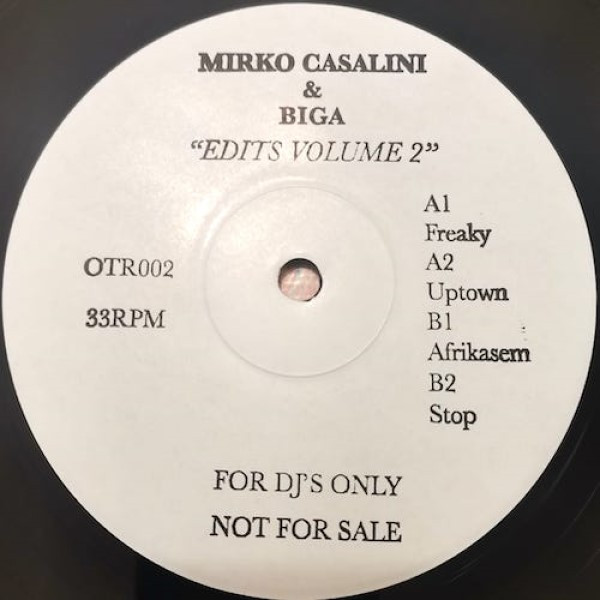 MIRKO CASALINI
&
BIGA
“EDITS VOLUME 2”
OTR002
33RPM
A1
Freaky
A2
Uptown
B1
Afrikasem
B2
Stop
FOR DJ'S ONLY
NOT FOR SALE